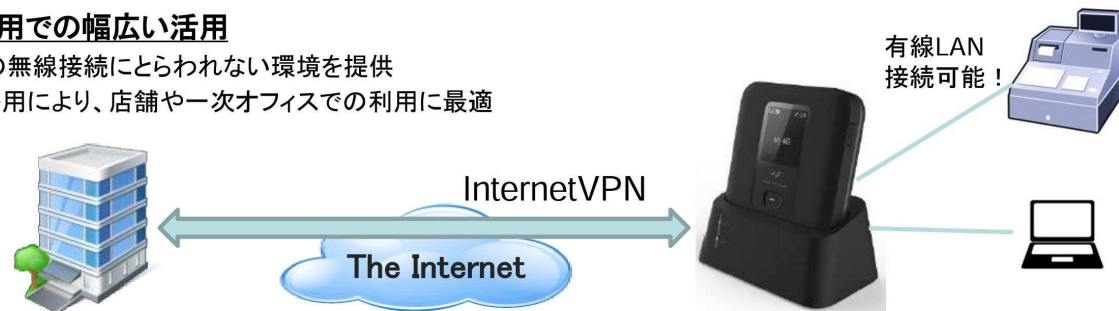 用での幅広い活用
の無線接続にとらわれない環境を提供
用により、店舗や一次オフィスでの利用に最適
有線LAN
接続可能！
InternetVPN
The Internet